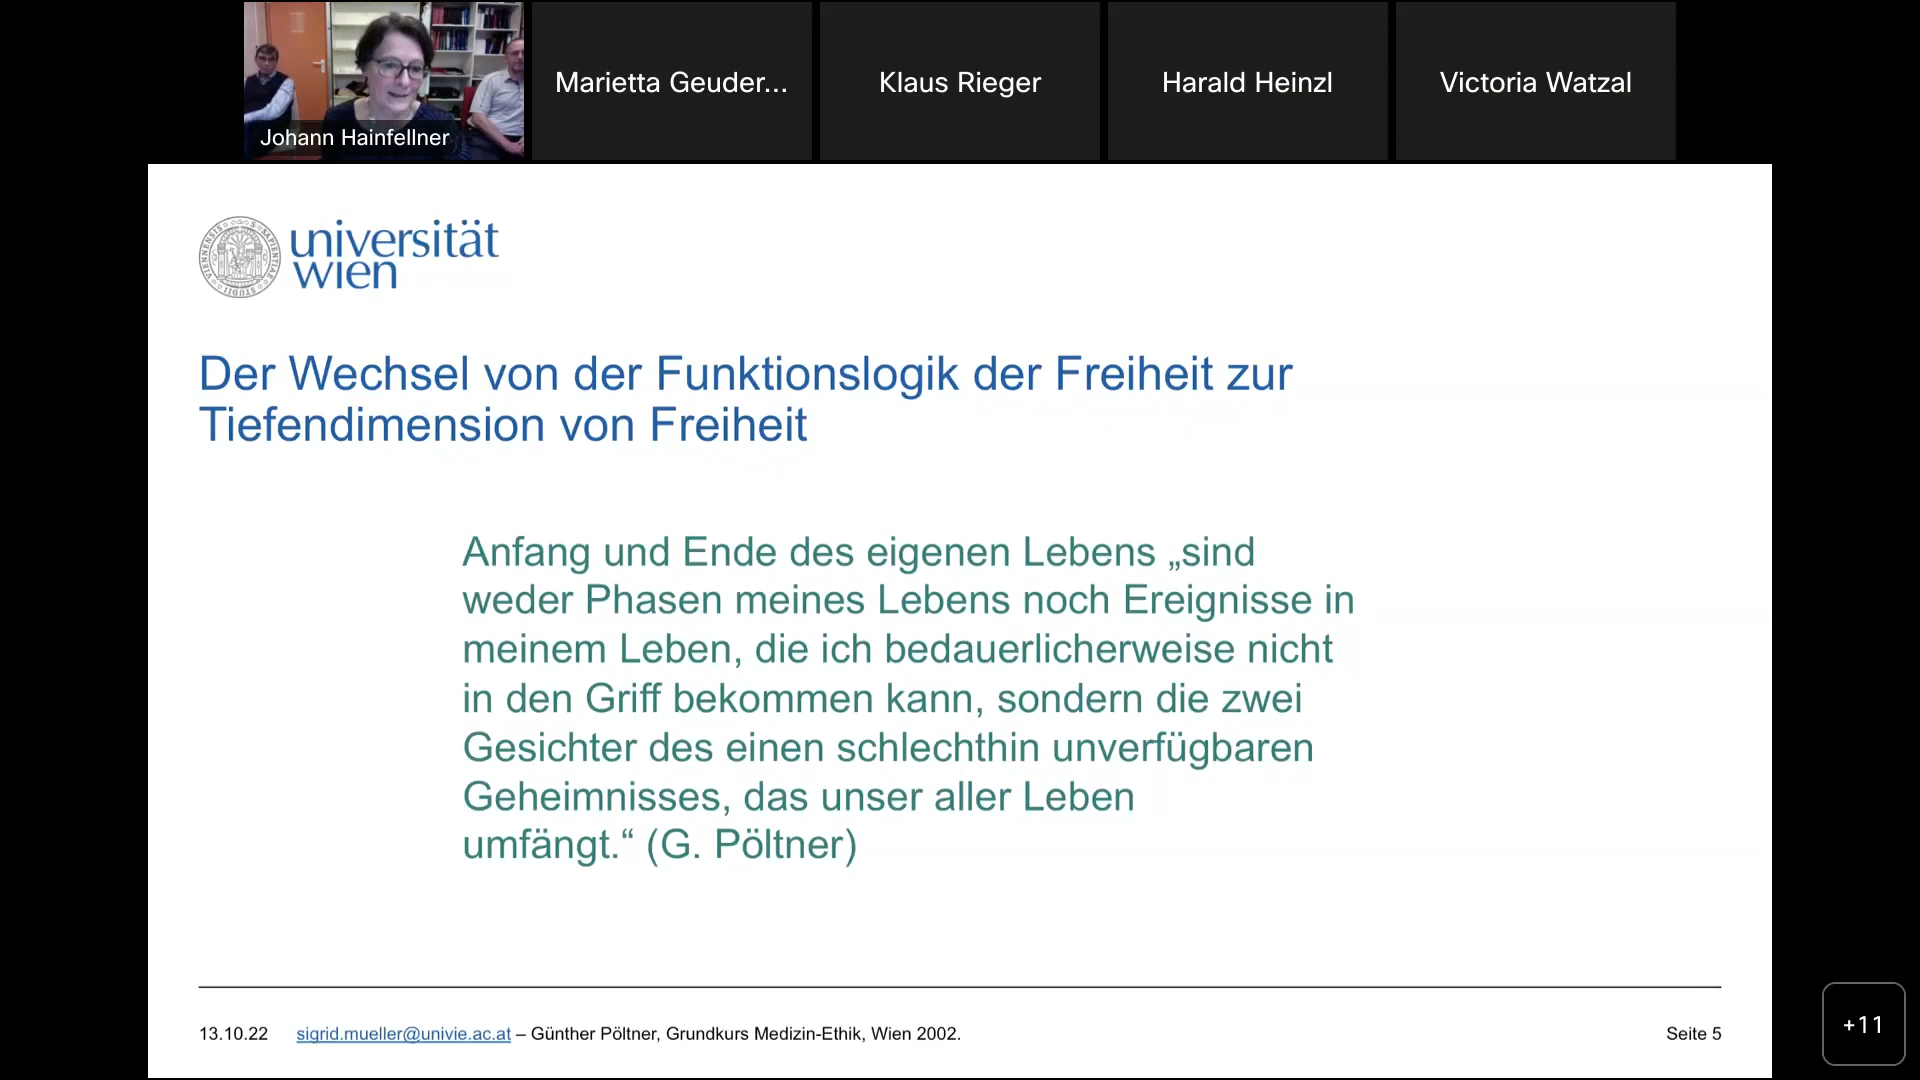 Johann Hainfellner
Marietta Geuder...
Klaus Rieger
Harald Heinzl
Victoria Watzal
universität
wien
Der Wechsel von der Funktionslogik der Freiheit zur
Tiefendimension von Freiheit
Anfang und Ende des eigenen Lebens „sind
weder Phasen meines Lebens noch Ereignisse in
meinem Leben, die ich bedauerlicherweise nicht
in den Griff bekommen kann, sondern die zwei
Gesichter des einen schlechthin unverfügbaren
Geheimnisses, das unser aller Leben
umfängt.“ (G. Pöltner)
13.10.22 sigrid.mueller@univie.ac.at – Günther Pöltner, Grundkurs Medizin-Ethik, Wien 2002. Seite 5
+11